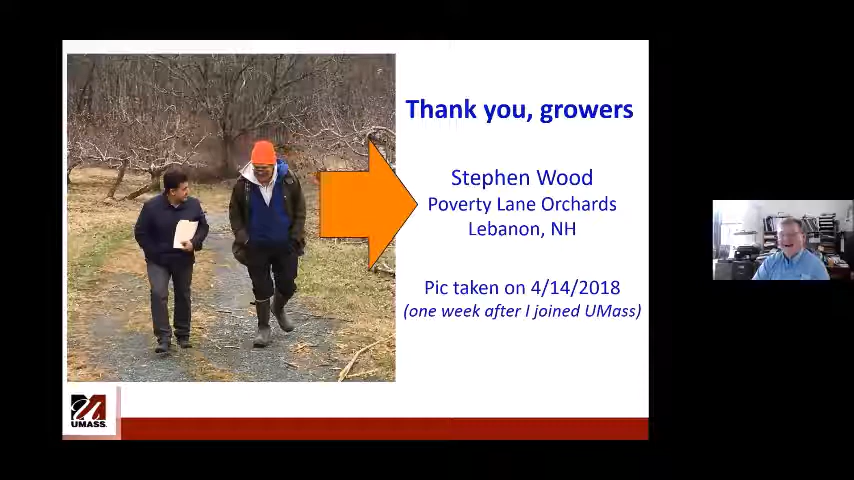 Thank you, growers
Stephen Wood
Poverty Lane Orchards
Lebanon, NH
Pic taken on 4/14/2018
(one week after I joined UMass)
UMASS